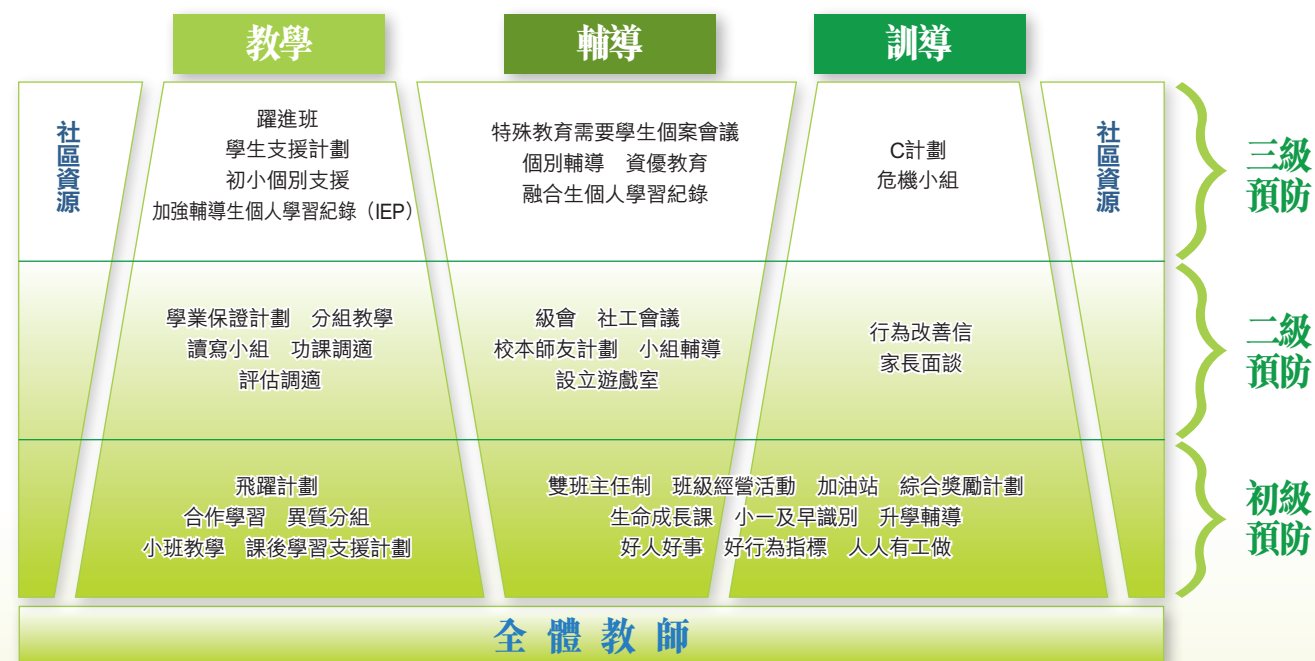 教學
輔導
訓導
社區資源
躍進班
學生支援計劃
初小個別支援
加強輔導生個人學習紀錄（IEP）
特殊教育需要學生個案會議
個別輔導　資優教育
融合生個人學習紀錄
C計劃
危機小組
社區資源
三級
預防
學業保證計劃　分組教學
讀寫小組　功課調適
評估調適
級會　社工會議
校本師友計劃　小組輔導
設立遊戲室
行為改善信
家長面談
二級
預防
飛躍計劃
合作學習　異質分組
小班教學　課後學習支援計劃
雙班主任制　班級經營活動　加油站　綜合獎勵計劃
生命成長課　小一及早識別　升學輔導
好人好事　好行為指標　人人有工做
初級
預防
全體教師